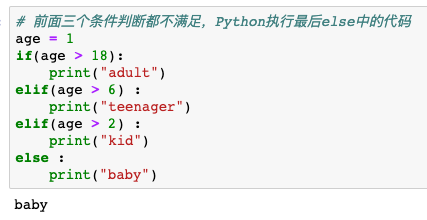 # 前面三个条件判断都不满足，Python执行最后else中的代码
age = 1
if(age > 18):
    print("adult")
elif(age > 6) :
    print("teenager")
elif(age > 2) :
    print("kid")
else :
    print("baby")
baby